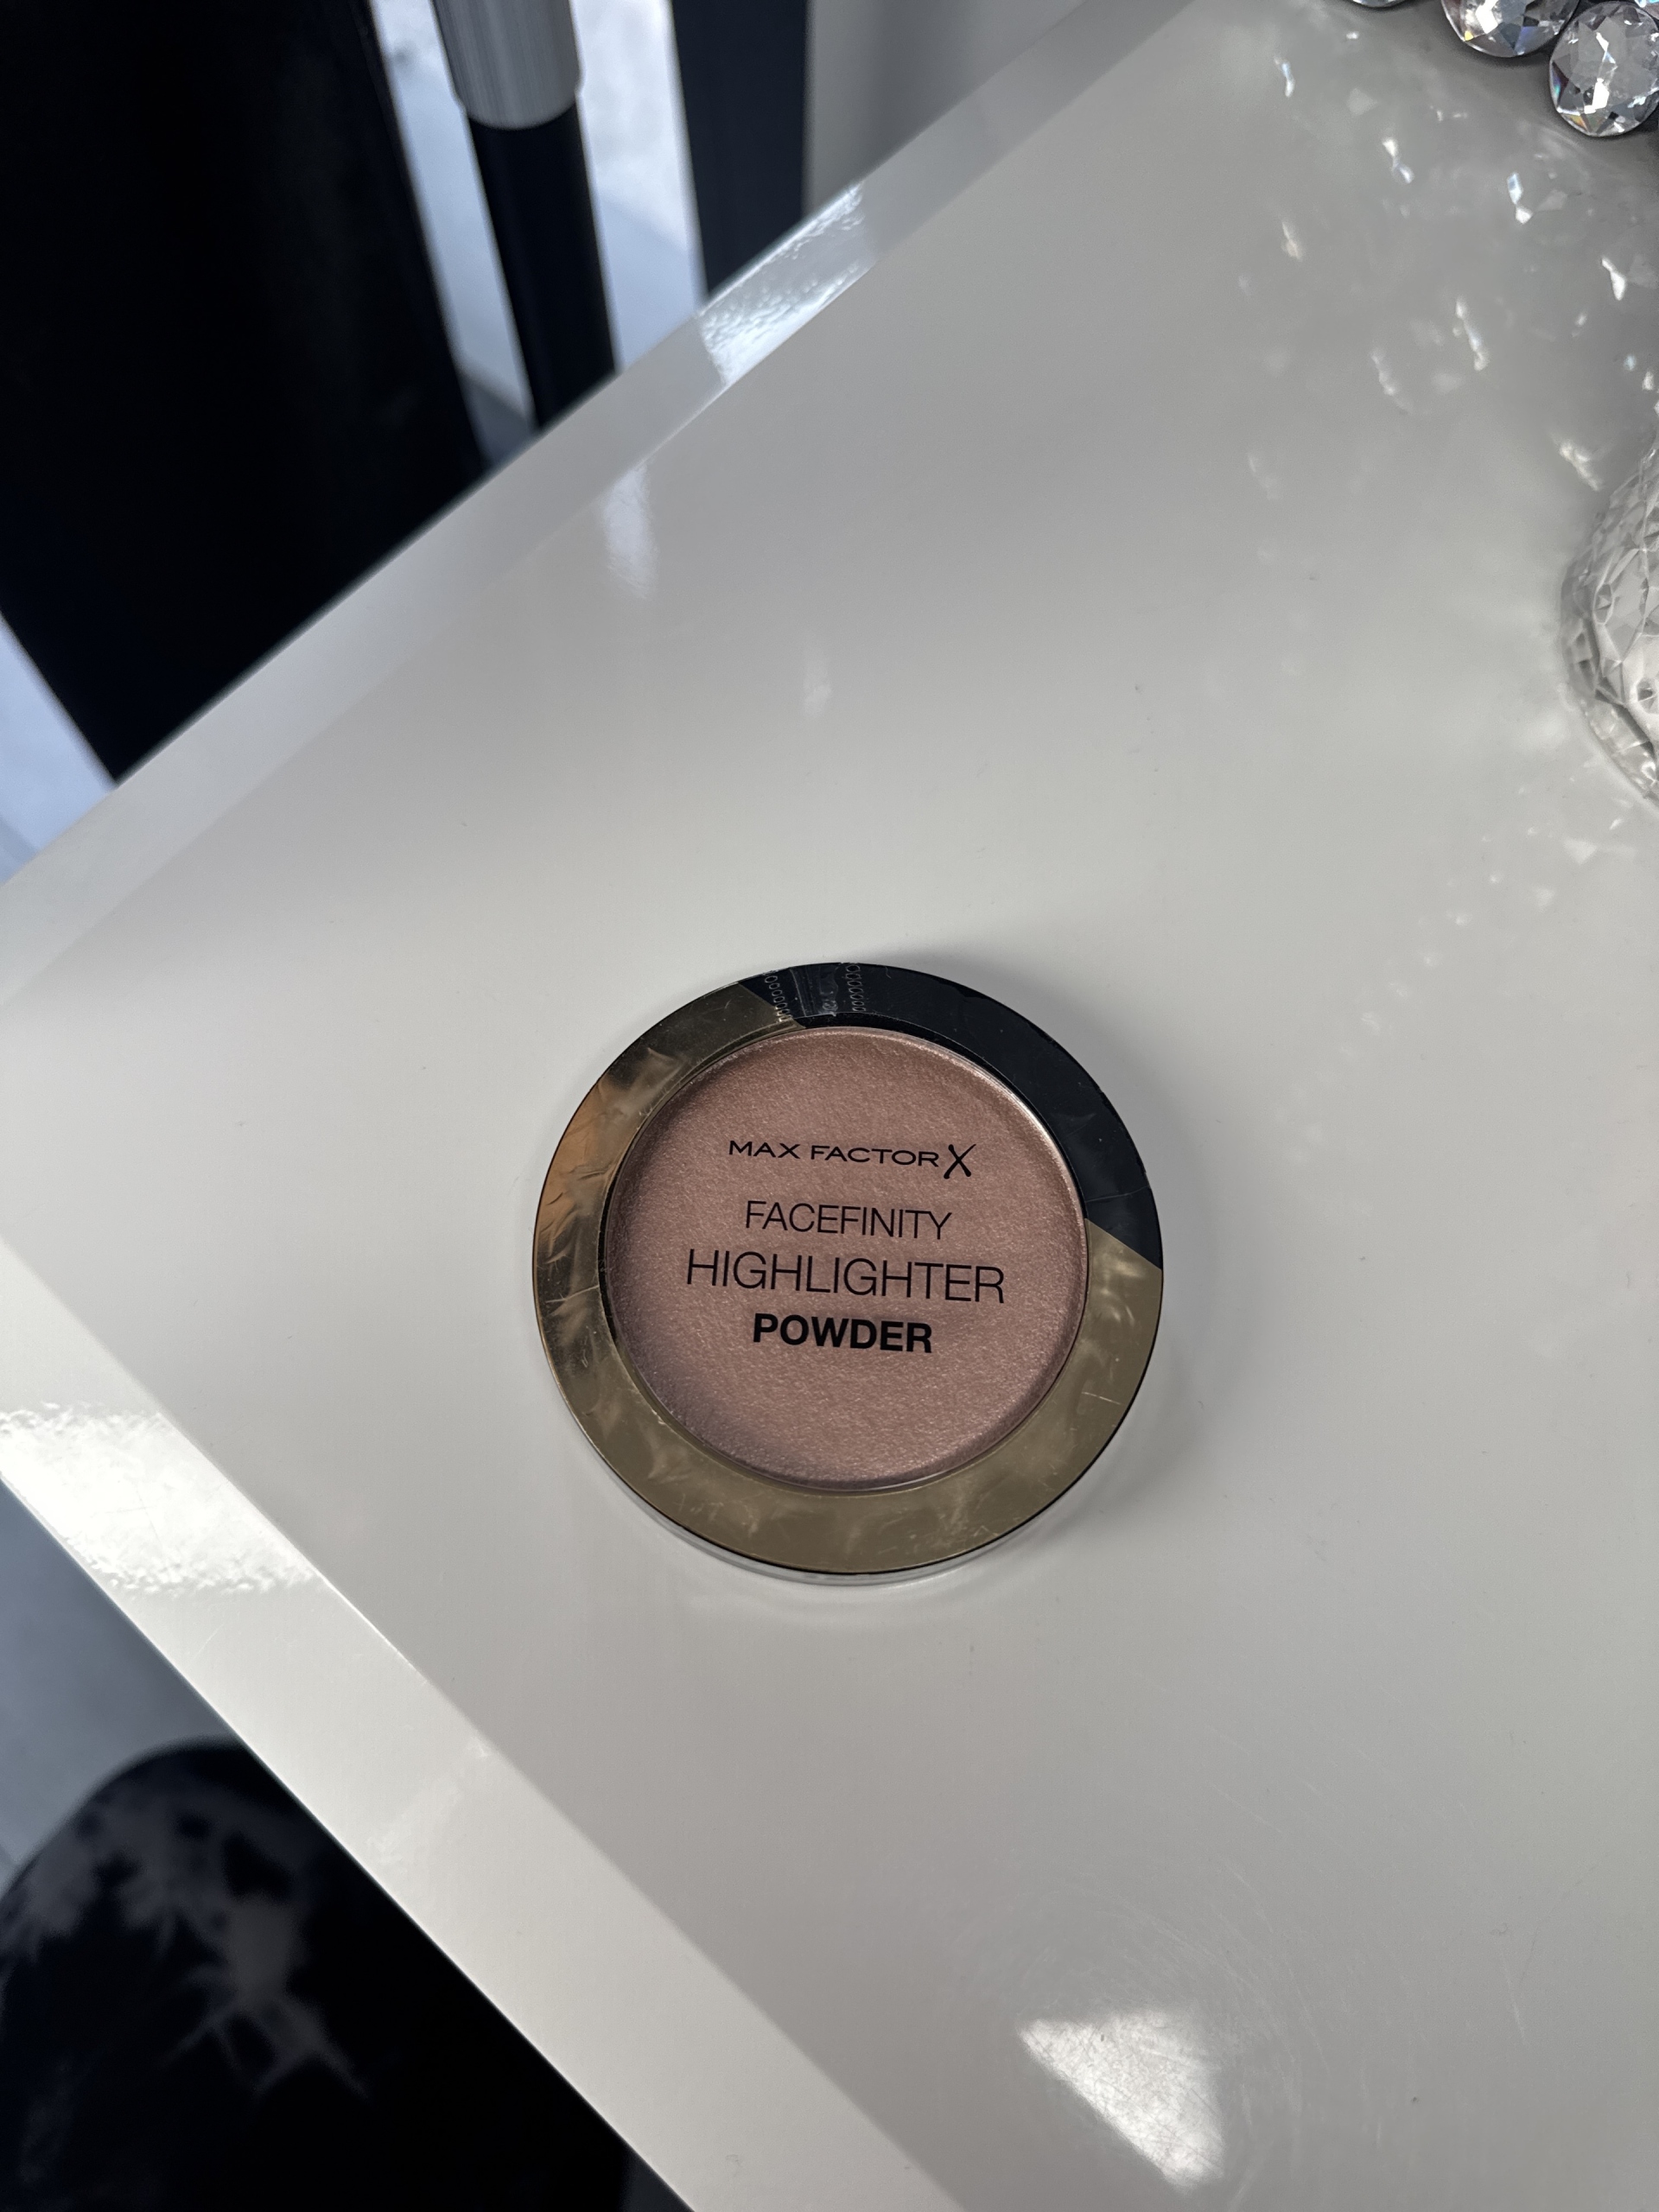 MAX FACTOR X
FACEFINITY
HIGHLIGHTER
POWDER